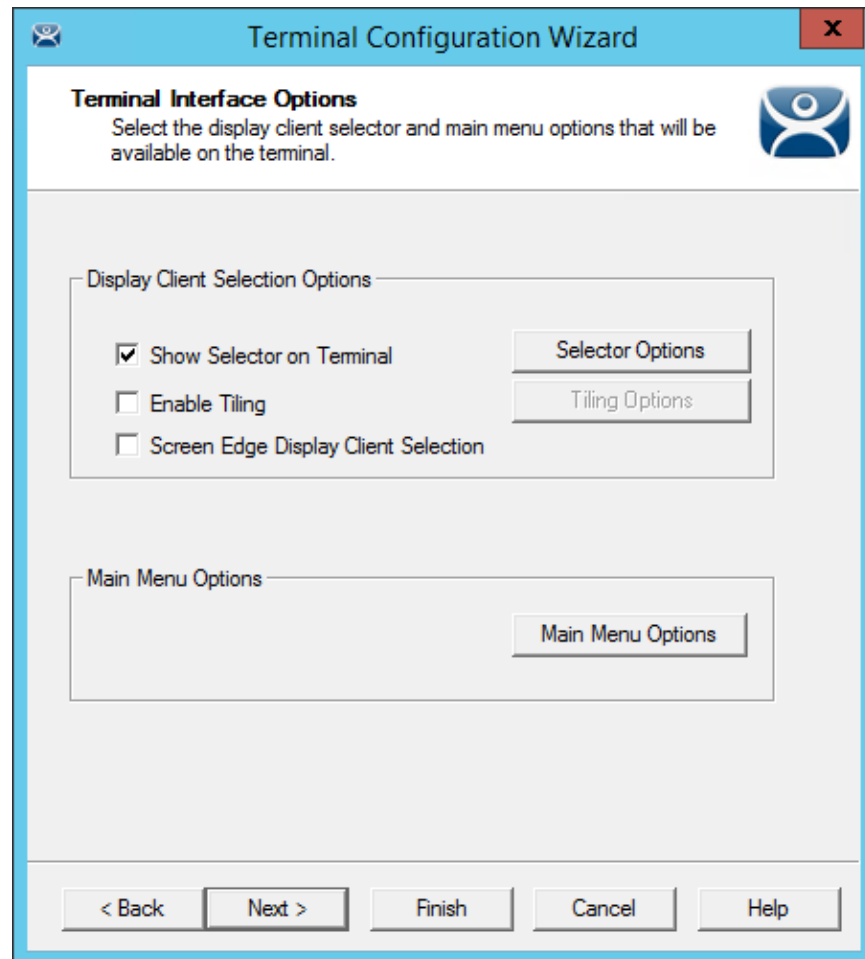 Terminal Configuration Wizard
x
Terminal Interface Options
Select the display client selector and main menu options that will be
available on the terminal.
Display Client Selection Options
Show Selector on Terminal
Selector Options
Enable Tiling
Tiling Options
Screen Edge Display Client Selection
Main Menu Options
Main Menu Options
< Back
Next >
Finish
Cancel
Help